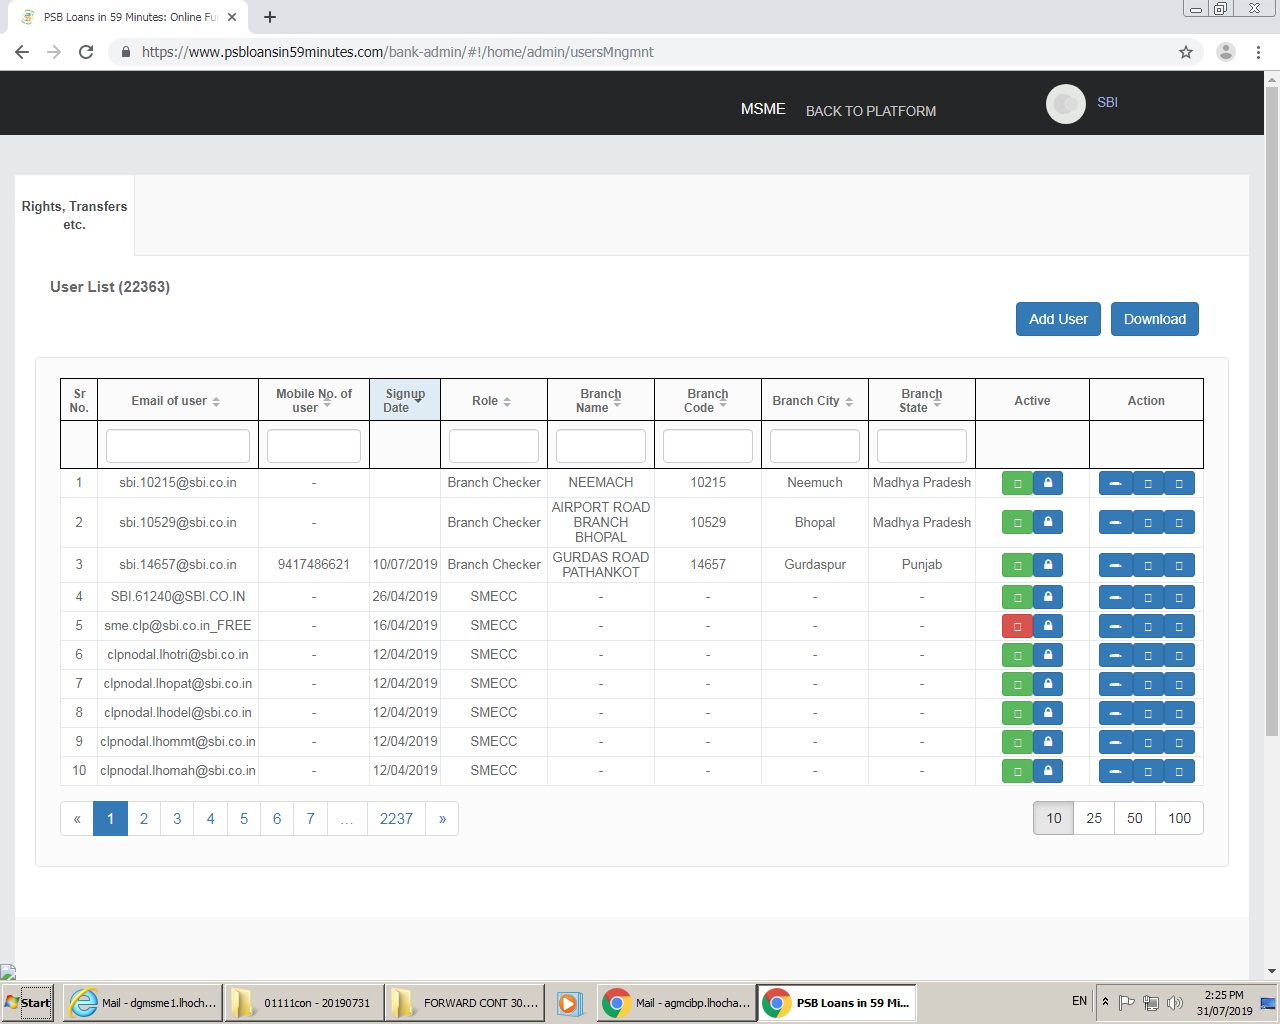 PSB Loans in 59 Minutes: Online Fu
https://www.psbloansin59minutes.com/bank-admin/#!/home/admin/usersMngmnt
MSME BACK TO PLATFORM SBI
Rights, Transfers
etc.
User List (22363)
Add User Download
Sr No. Email of user Mobile No. of user Signup Date Role Branch Name Branch Code Branch City Branch State Active Action
1 sbi.10215@sbi.co.in - Branch Checker NEEMACH 10215 Neemuch Madhya Pradesh
2 sbi.10529@sbi.co.in - Branch Checker AIRPORT ROAD BRANCH BHOPAL 10529 Bhopal Madhya Pradesh
3 sbi.14657@sbi.co.in 9417486621 10/07/2019 Branch Checker GURDAS ROAD PATHANKOT 14657 Gurdaspur Punjab
4 SBI.61240@SBI.CO.IN - 26/04/2019 SMECC - - - -
5 sme.clp@sbi.co.in_FREE - 16/04/2019 SMECC - - - -
6 clpnodal.lhotri@sbi.co.in - 12/04/2019 SMECC - - - -
7 clpnodal.lhopat@sbi.co.in - 12/04/2019 SMECC - - - -
8 clpnodal.lhodel@sbi.co.in - 12/04/2019 SMECC - - - -
9 clpnodal.lhommt@sbi.co.in - 12/04/2019 SMECC - - - -
10 clpnodal.lhomah@sbi.co.in - 12/04/2019 SMECC - - - -
« 1 2 3 4 5 6 7 ... 2237 » 10 25 50 100
Start Mail - dgmsme1.lhoch... 01111con - 20190731 FORWARD CONT 30.... Mail - agmcibp.lhocha... PSB Loans in 59 Mi... EN 2:25 PM
31/07/2019